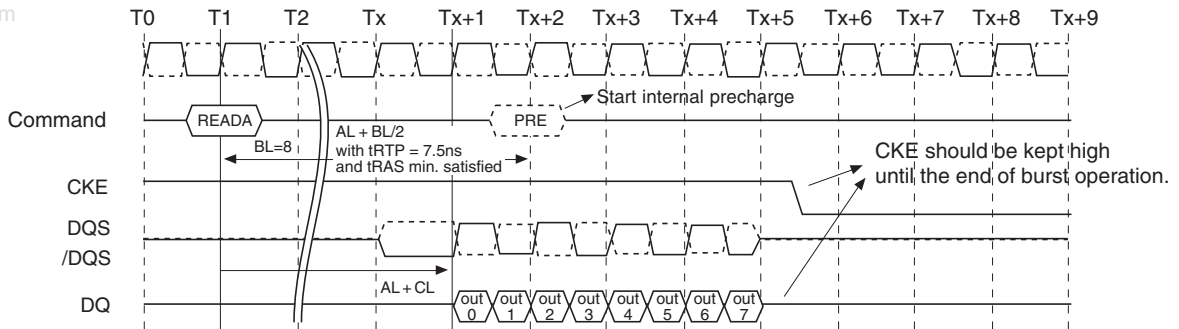 m
T0 T1 T2 Tx Tx+1 Tx+2 Tx+3 Tx+4 Tx+5 Tx+6 Tx+7 Tx+8 Tx+9
Start internal precharge
Command READA PRE
AL + BL/2
BL=8 with tRTP = 7.5ns
and tRAS min. satisfied
CKE should be kept high
until the end of burst operation.
CKE
DQS
/DQS
AL + CL
DQ
out 0 out 1 out 2 out 3 out 4 out 5 out 6 out 7